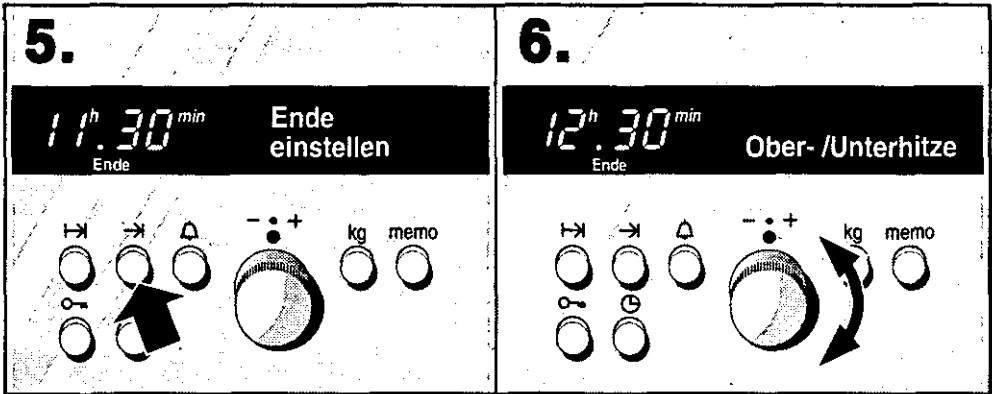 5.
11h.30min
Ende
Ende
einstellen
- • +
kg
memo
6.
12h.30min
Ende
Ober- /Unterhitze
- • +
kg
memo